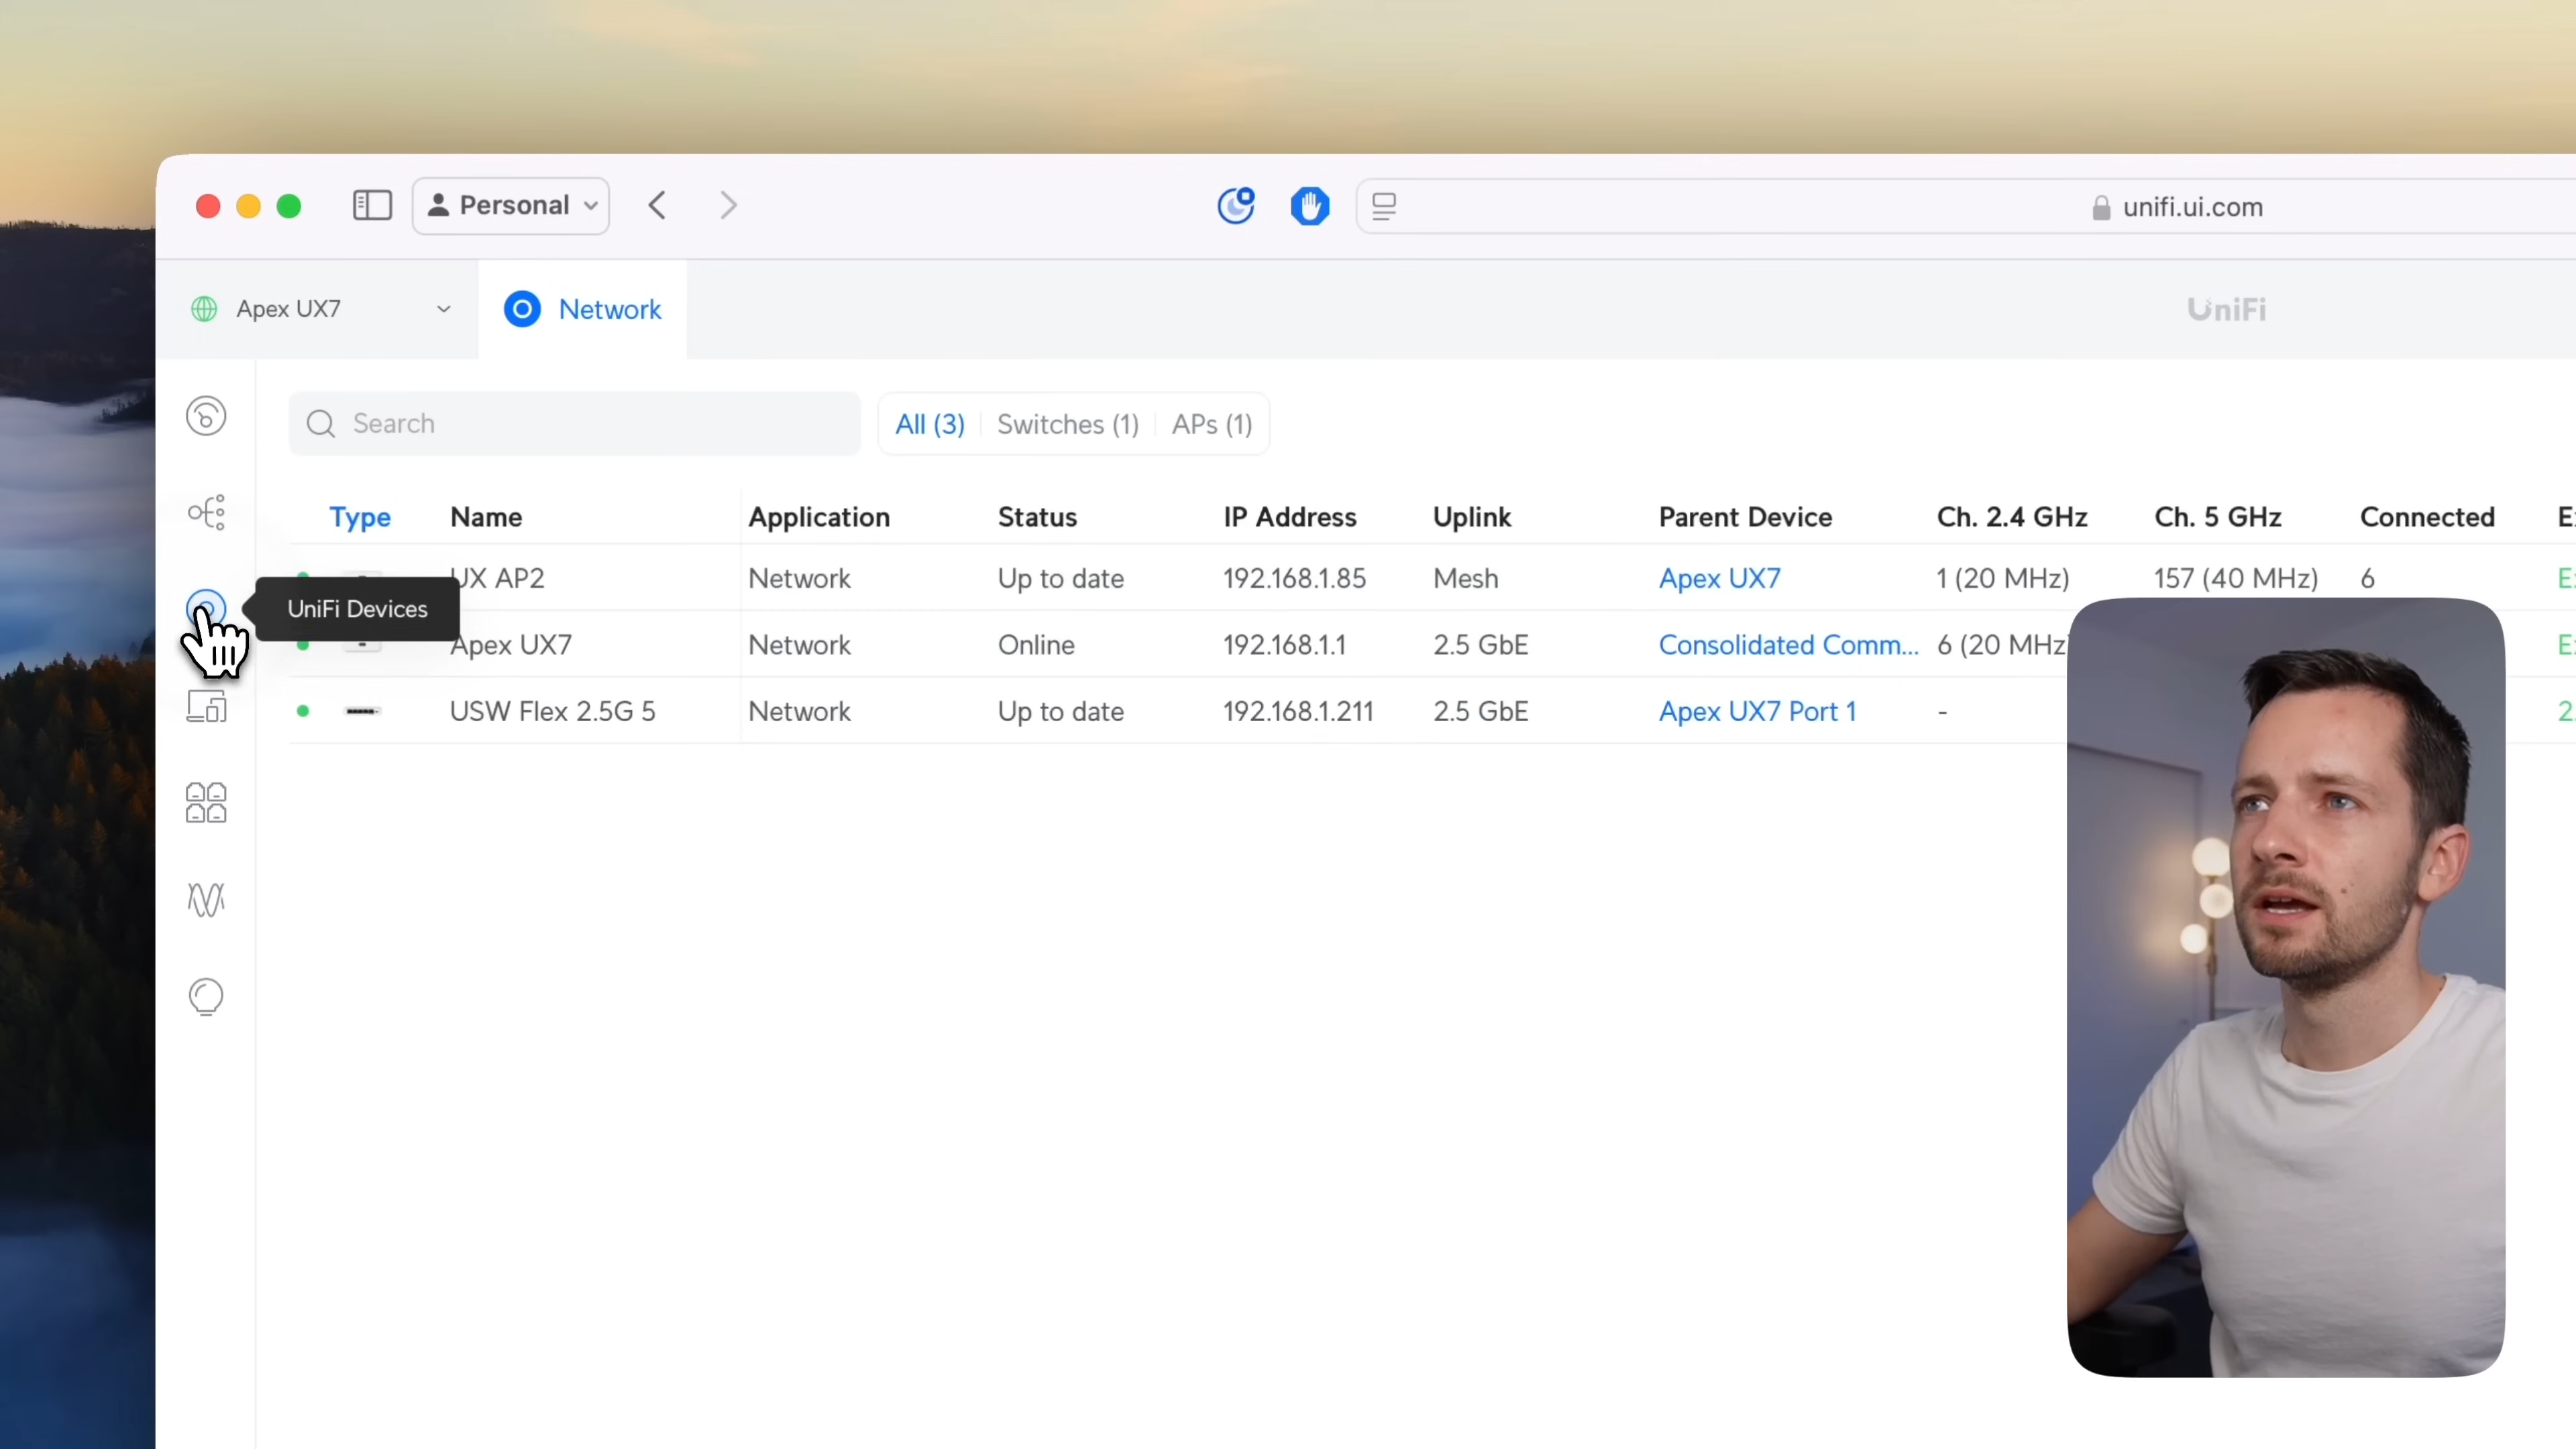 Personal
unifi.ui.com
Apex UX7
Network
UniFi
Search
All (3)
Switches (1)
APs (1)
Type Name Application Status IP Address Uplink Parent Device Ch. 2.4 GHz Ch. 5 GHz Connected
UX AP2 Network Up to date 192.168.1.85 Mesh Apex UX7 1 (20 MHz) 157 (40 MHz) 6
UniFi Devices
Apex UX7 Network Online 192.168.1.1 2.5 GbE Consolidated Comm... 6 (20 MHz
USW Flex 2.5G 5 Network Up to date 192.168.1.211 2.5 GbE Apex UX7 Port 1 -